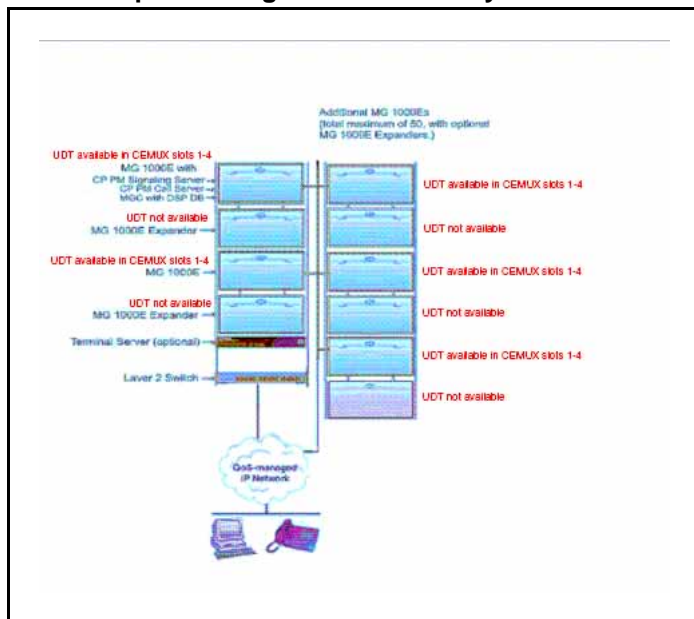 Additional MG 1000Es
(total maximum of 50, with optional
MG 1000E Expanders.)
UDT available in CEMUX slots 1-4
MG 1000E with
CP PM Signaling Server
CP PM Call Server
MGC with DSP DB
UDT not available
MG 1000E Expander
UDT available in CEMUX slots 1-4
MG 1000E
UDT not available
MG 1000E Expander
Terminal Server (optional)
Layer 2 Switch
UDT available in CEMUX slots 1-4
UDT not available
UDT available in CEMUX slots 1-4
UDT not available
UDT available in CEMUX slots 1-4
UDT not available
QoS-managed
IP Network